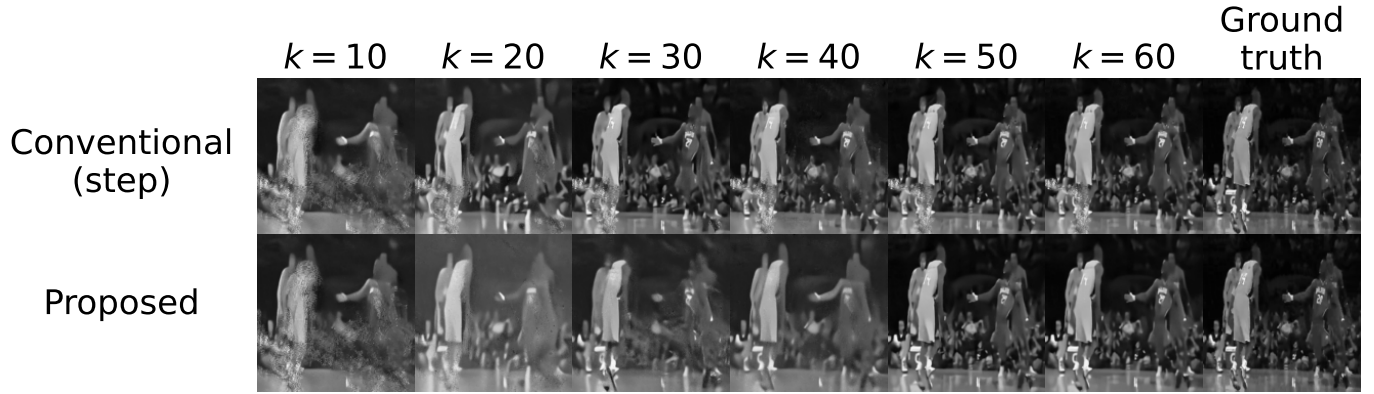 k = 10 k = 20 k = 30 k = 40 k = 50 k = 60 Ground truth
Conventional
(step)
Proposed